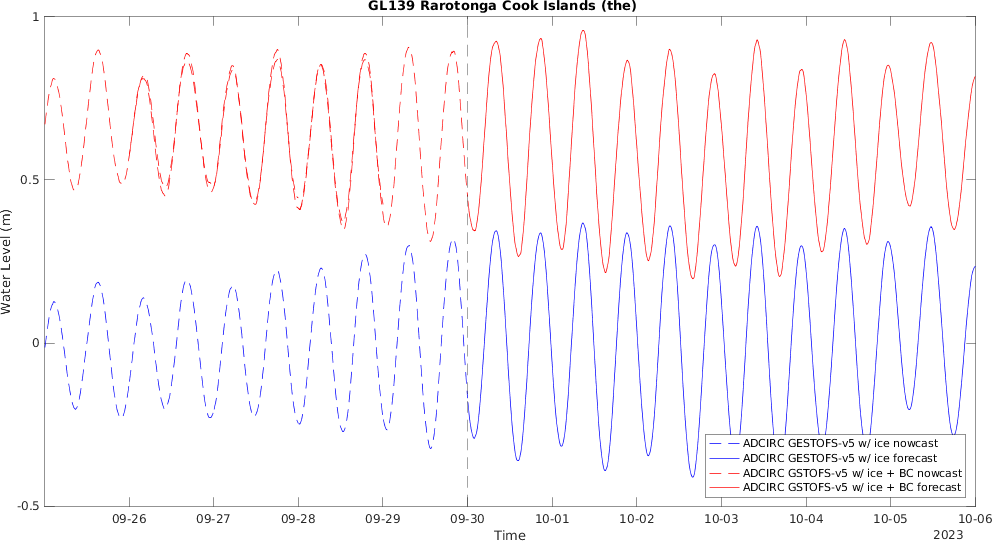 GL139 Rarotonga Cook Islands (the)
Water Level (m)
1
0.5
0
-0.5
09-26 09-27 09-28 09-29 09-30 10-01 10-02 10-03 10-04 10-05 10-06
Time
2023
ADCIRC GESTOFS-v5 w/ ice nowcast
ADCIRC GESTOFS-v5 w/ ice forecast
ADCIRC GSTOFS-v5 w/ ice + BC nowcast
ADCIRC GSTOFS-v5 w/ ice + BC forecast